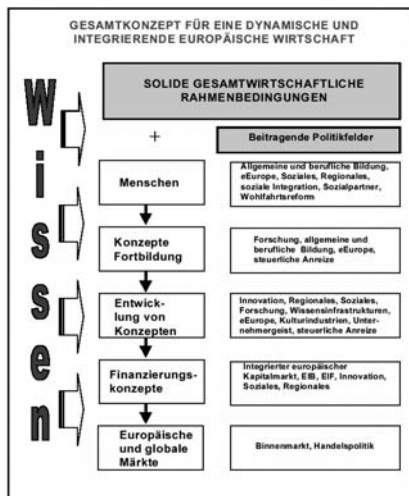 GESAMTKONZEPT FÜR EINE DYNAMISCHE UND
INTEGRIERENDE EUROPÄISCHE WIRTSCHAFT
Wissen
SOLIDE GESAMTWIRTSCHAFTLICHE
RAHMENBEDINGUNGEN
+
Beitragende Politikfelder
Menschen
Allgemeine und berufliche Bildung,
eEurope, Soziales, Regionales,
soziale Integration, Sozialpartner,
Wohlfahrtsreform
Konzepte
Fortbildung
Forschung, allgemeine und
berufliche Bildung, eEurope,
steuerliche Anreize
Entwick-
lung von
Konzepten
Innovation, Regionales, Soziales,
Forschung, Wissensinfrastrukturen,
eEurope, Kulturindustrien, Unter-
nehmergeist, steuerliche Anreize
Finanzierungs-
konzepte
Integrierter europäischer
Kapitalmarkt, EIB, EIF, Innovation,
Soziales, Regionales
Europäische
und globale
Märkte
Binnenmarkt, Handelspolitik